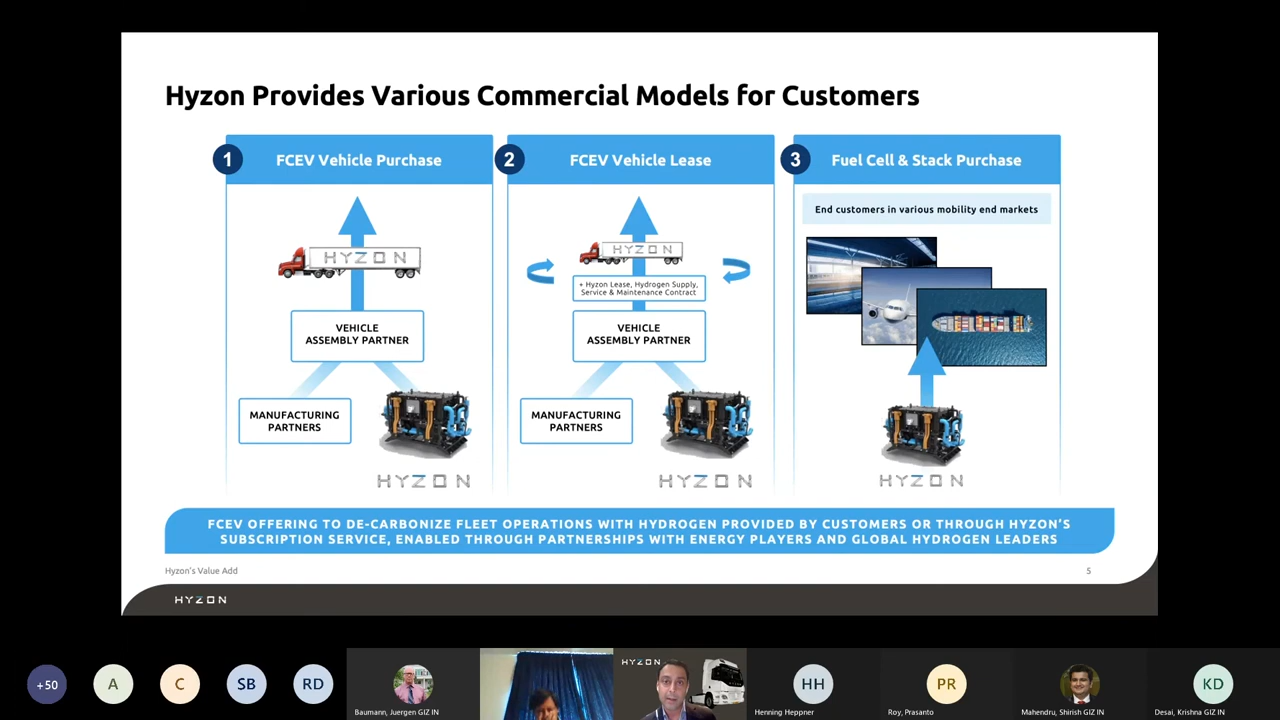 Hyzon Provides Various Commercial Models for Customers
1
FCEV Vehicle Purchase
HYZON
VEHICLE
ASSEMBLY PARTNER
MANUFACTURING
PARTNERS
HYZON
2
FCEV Vehicle Lease
HYZON
+ Hyzon Lease, Hydrogen Supply,
Service & Maintenance Contract
VEHICLE
ASSEMBLY PARTNER
MANUFACTURING
PARTNERS
HYZON
3
Fuel Cell & Stack Purchase
End customers in various mobility end markets
HYZON
FCEV OFFERING TO DE-CARBONIZE FLEET OPERATIONS WITH HYDROGEN PROVIDED BY CUSTOMERS OR THROUGH HYZON'S
SUBSCRIPTION SERVICE, ENABLED THROUGH PARTNERSHIPS WITH ENERGY PLAYERS AND GLOBAL HYDROGEN LEADERS
Hyzon's Value Add
5
HYZON
+50
A
C
SB
RD
Baumann, Juergen GIZ IN
HYZON
HH
Henning Heppner
PR
Roy, Prasanto
Mahendru, Shirish GIZ IN
KD
Desai, Krishna GIZ IN